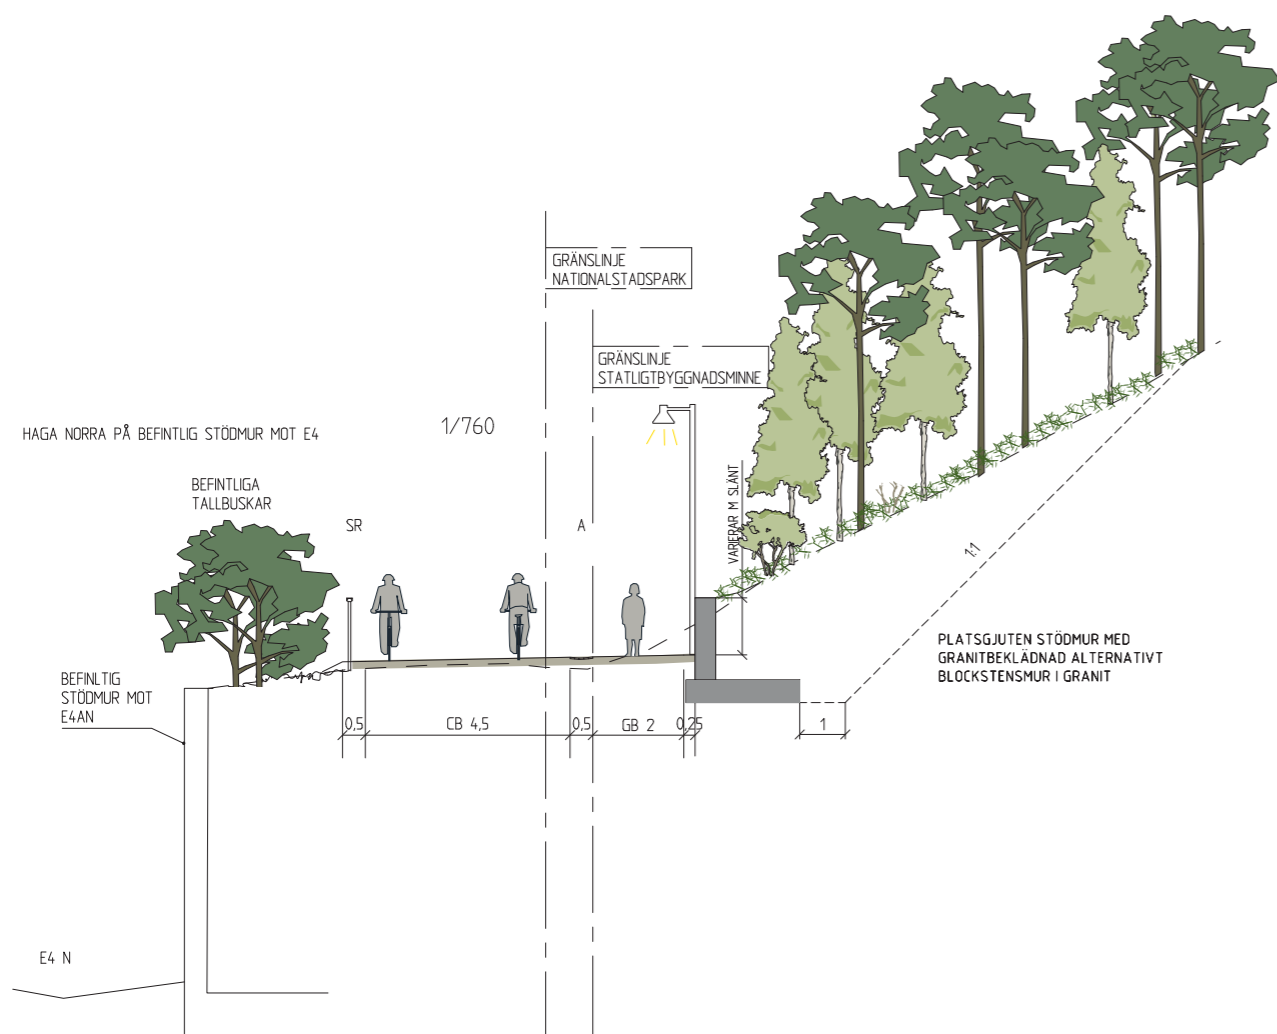 GRÄNSLINJE
NATIONALSTADSPARK
GRÄNSLINJE
STATLIGTBYGGNADSMINNE
1/760
HAGA NORRA PÅ BEFINTLIG STÖDMUR MOT E4
BEFINTLIGA
TALLBUSKAR
SR
A
VARIERAR M SLÄNT
1:1
PLATSGJUTEN STÖDMUR MED
GRANITBEKLÄDNAD ALTERNATIVT
BLOCKSTENSMUR I GRANIT
BEFINLTIG
STÖDMUR MOT
E4AN
0,5
CB 4,5
0,5
GB 2
0,25
1
E4 N